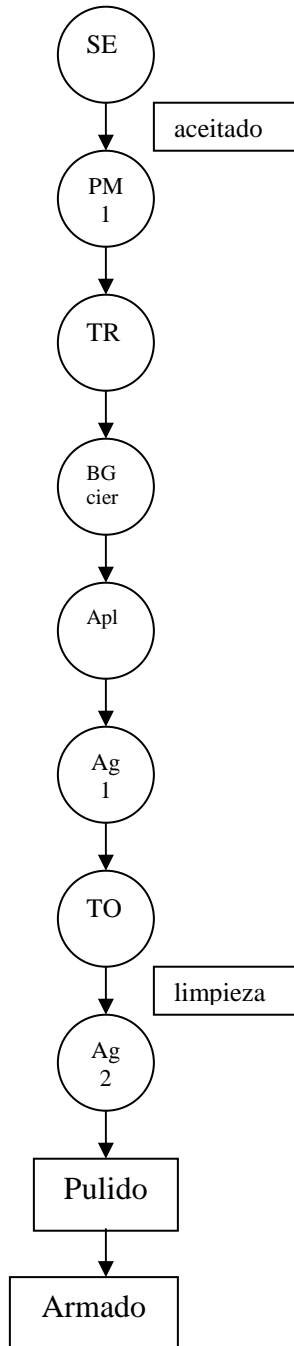 SE
aceitado
PM
1
TR
BG
cier
Apl
Ag
1
TO
limpieza
Ag
2
Pulido
Armado